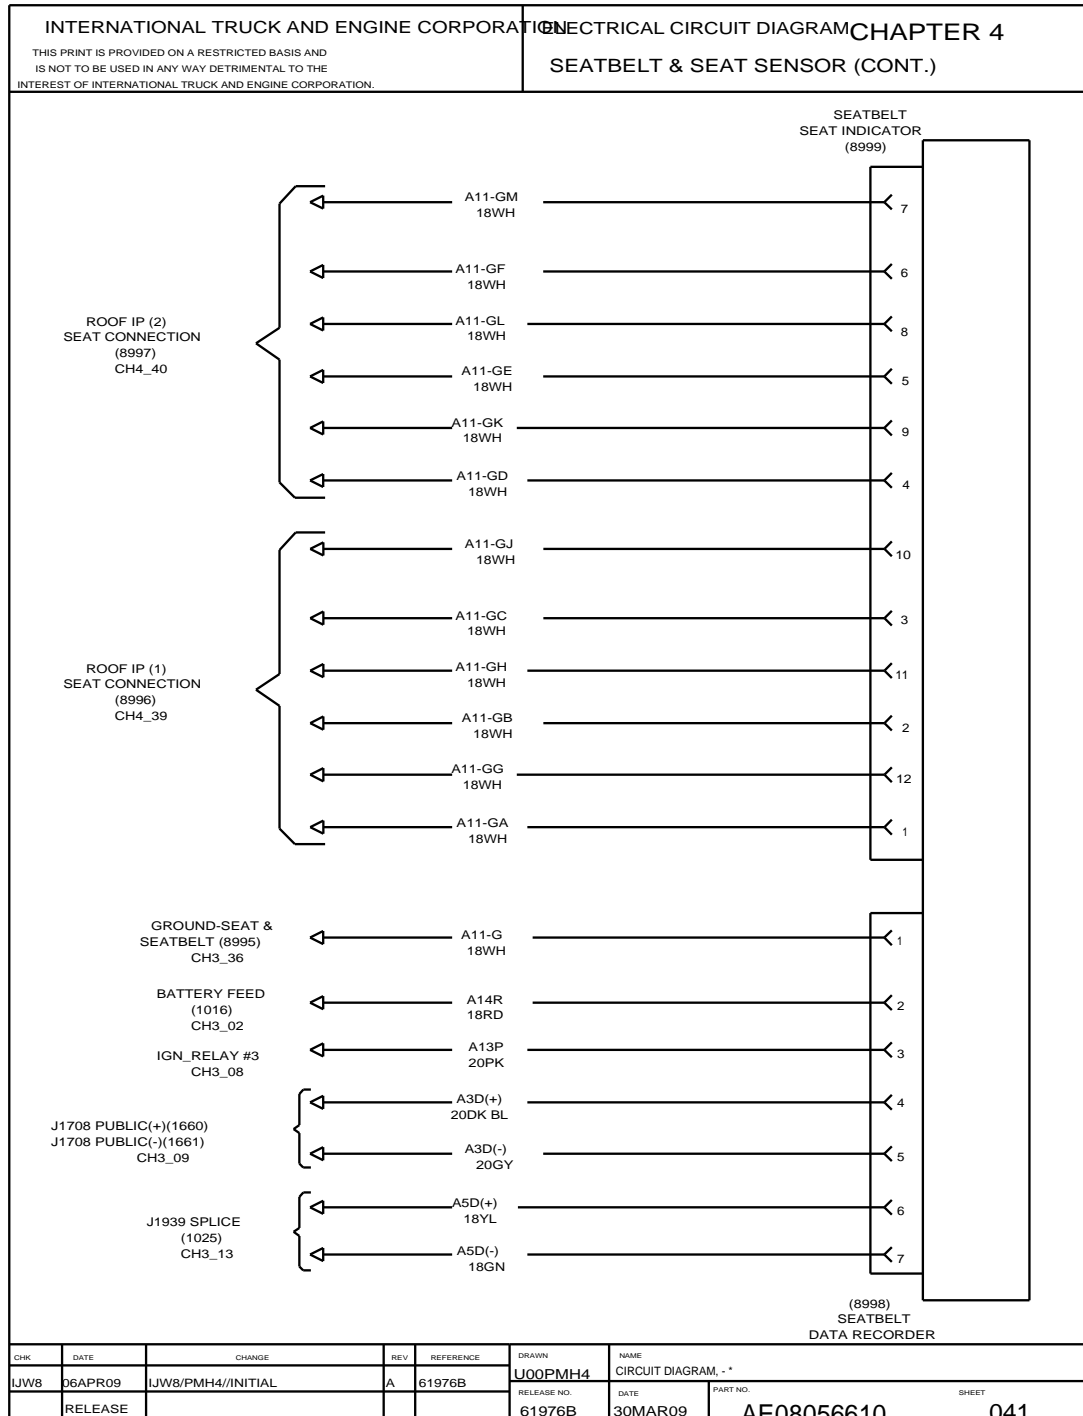 INTERNATIONAL TRUCK AND ENGINE CORPORATION
THIS PRINT IS PROVIDED ON A RESTRICTED BASIS AND
IS NOT TO BE USED IN ANY WAY DETRIMENTAL TO THE
INTEREST OF INTERNATIONAL TRUCK AND ENGINE CORPORATION.
ELECTRICAL CIRCUIT DIAGRAM
CHAPTER 4
SEATBELT & SEAT SENSOR (CONT.)
SEATBELT
SEAT INDICATOR
(8999)
ROOF IP (2)
SEAT CONNECTION
(8997)
CH4_40
A11-GM
18WH
7
A11-GF
18WH
6
A11-GL
18WH
8
A11-GE
18WH
5
A11-GK
18WH
9
A11-GD
18WH
4
ROOF IP (1)
SEAT CONNECTION
(8996)
CH4_39
A11-GJ
18WH
10
A11-GC
18WH
3
A11-GH
18WH
11
A11-GB
18WH
2
A11-GG
18WH
12
A11-GA
18WH
1
GROUND-SEAT &
SEATBELT (8995)
CH3_36
A11-G
18WH
1
BATTERY FEED
(1016)
CH3_02
A14R
18RD
2
IGN_RELAY #3
CH3_08
A13P
20PK
3
J1708 PUBLIC(+)(1660)
J1708 PUBLIC(-)(1661)
CH3_09
A3D(+)
20DK BL
4
A3D(-)
20GY
5
J1939 SPLICE
(1025)
CH3_13
A5D(+)
18YL
6
A5D(-)
18GN
7
(8998)
SEATBELT
DATA RECORDER
CHK DATE CHANGE REV REFERENCE DRAWN NAME
IJW8 06APR09 IJW8/PMH4//INITIAL A 61976B U00PMH4 CIRCUIT DIAGRAM, - *
RELEASE NO. DATE PART NO. SHEET
RELEASE 61976B 30MAR09 AE08056610 041